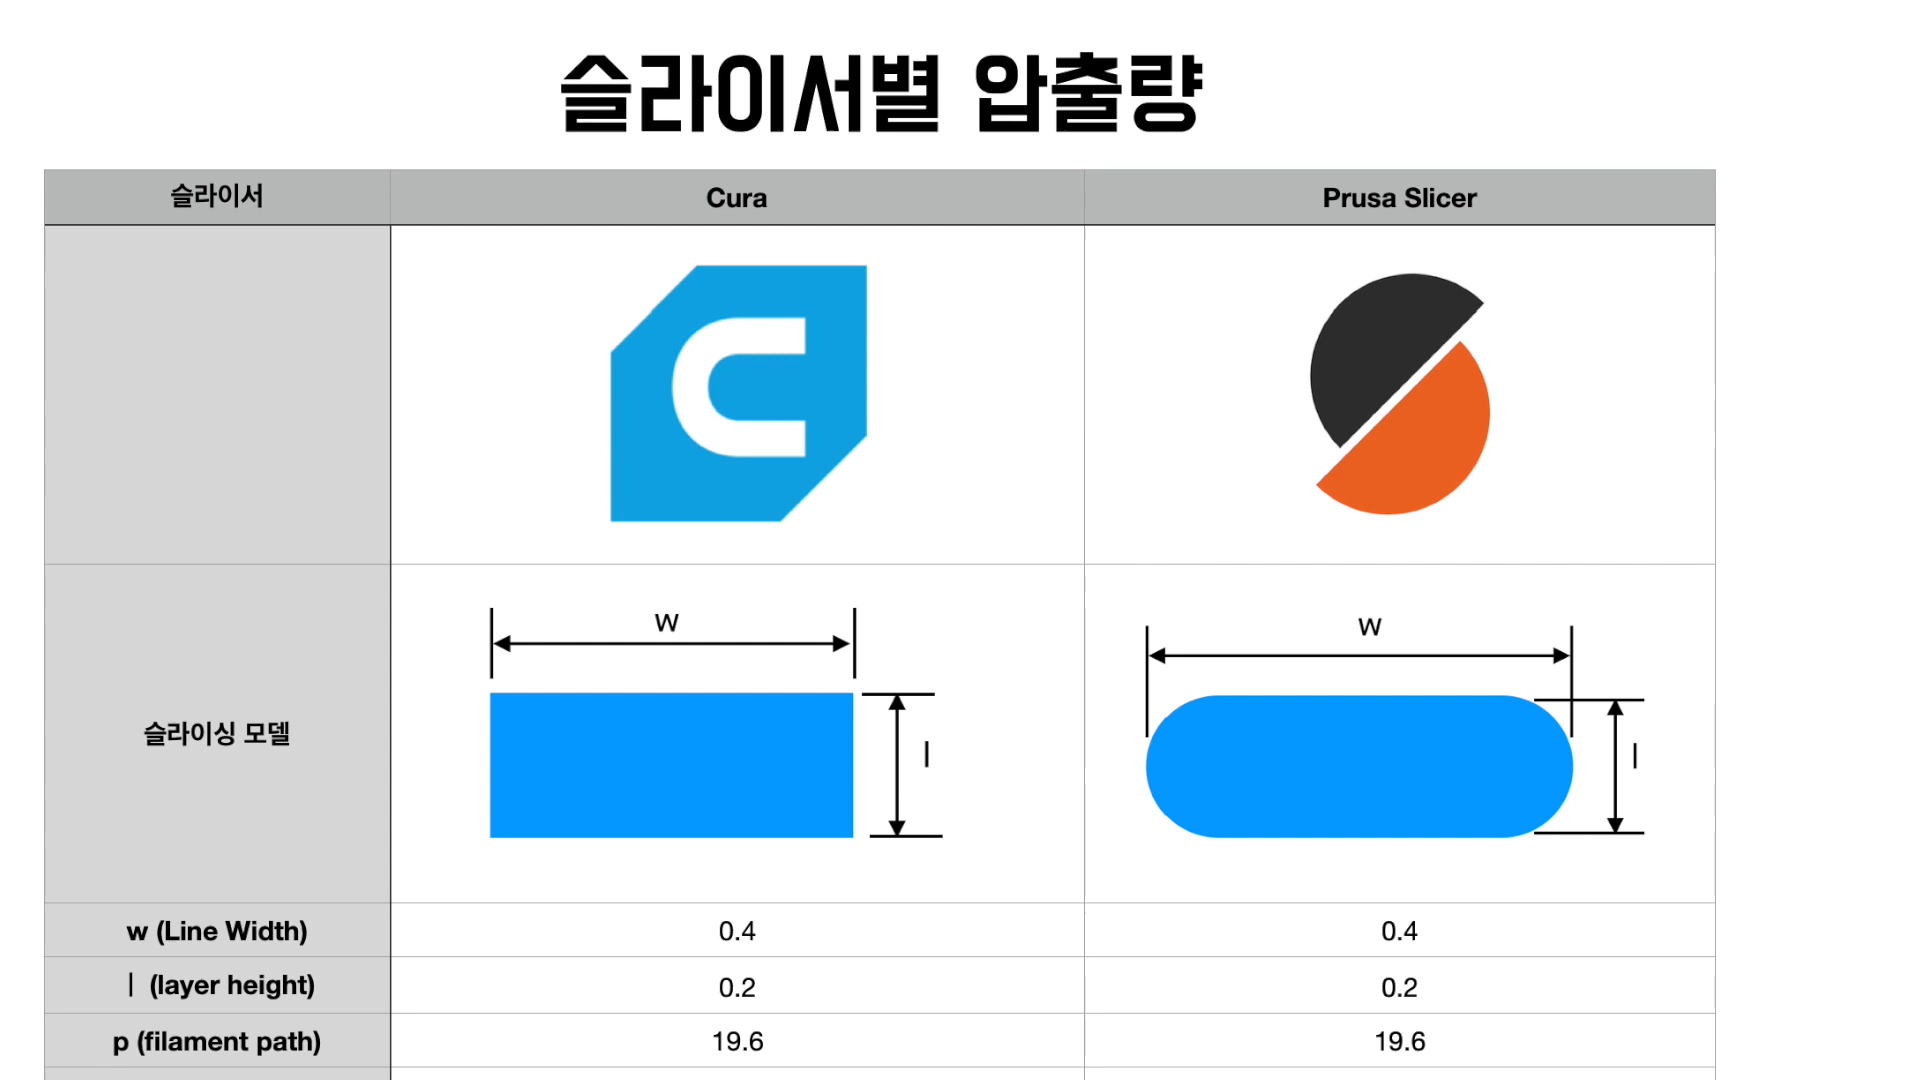 슬라이서별 압출량
슬라이서 Cura Prusa Slicer
w w
슬라이싱 모델 l l
w (Line Width) 0.4 0.4
l (layer height) 0.2 0.2
p (filament path) 19.6 19.6